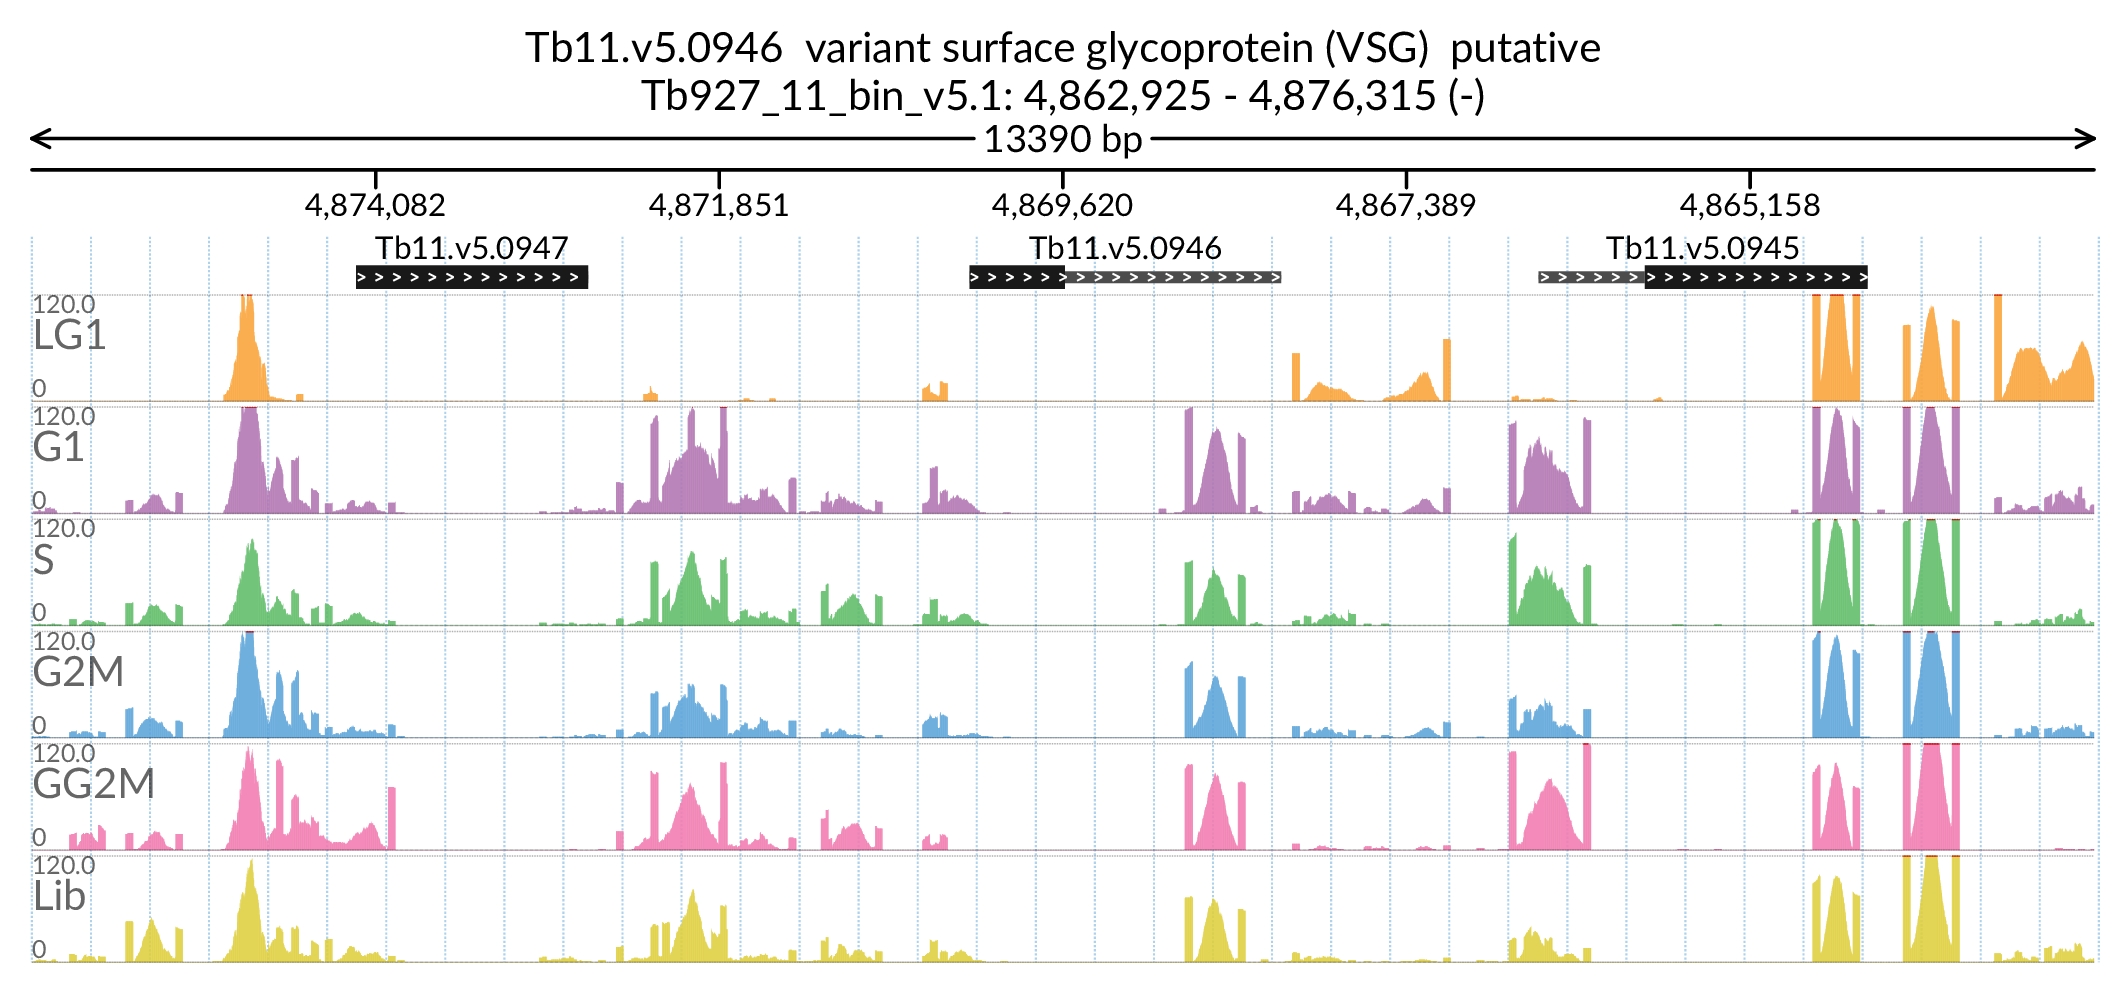 Tb11.v5.0946 variant surface glycoprotein (VSG) putative
Tb927_11_bin_v5.1: 4,862,925 - 4,876,315 (-)
13390 bp
4,874,082 4,871,851 4,869,620 4,867,389 4,865,158
Tb11.v5.0947 Tb11.v5.0946 Tb11.v5.0945
120.0
LG1
0
120.0
G1
0
120.0
S
0
120.0
G2M
0
120.0
GG2M
0
120.0
Lib
0